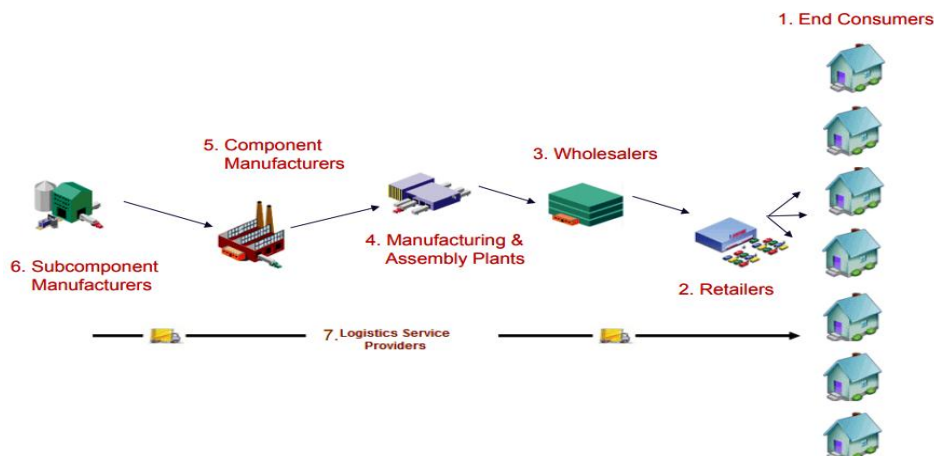 1. End Consumers
5. Component
Manufacturers
3. Wholesalers
4. Manufacturing &
Assembly Plants
6. Subcomponent
Manufacturers
2. Retailers
7. Logistics Service
Providers